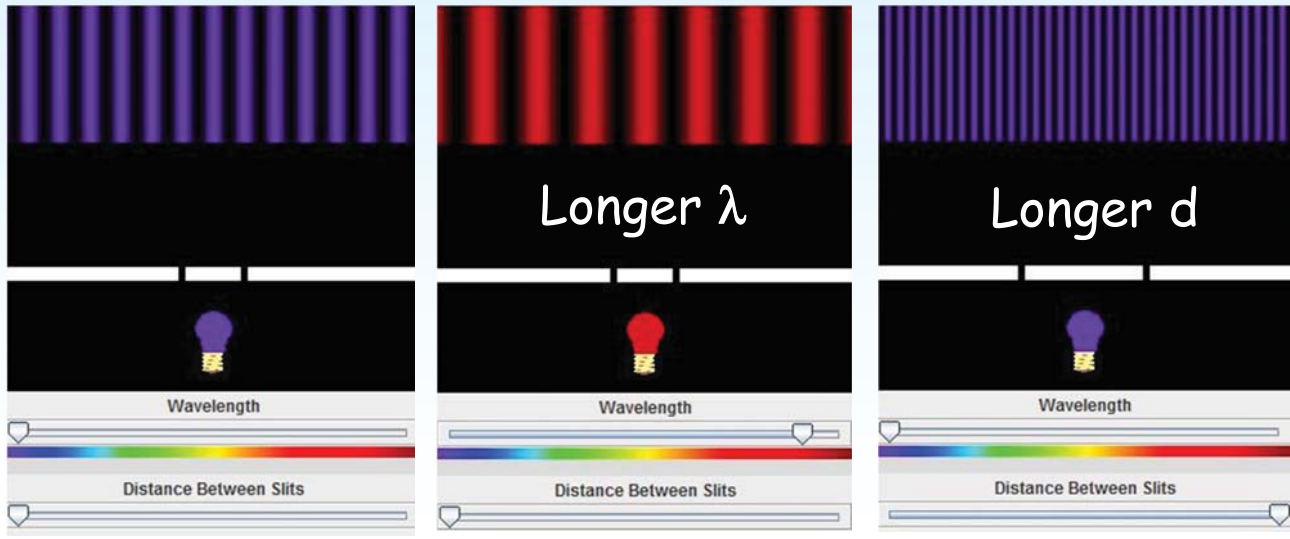 Wavelength
Distance Between Slits
Longer λ
Wavelength
Distance Between Slits
Longer d
Wavelength
Distance Between Slits